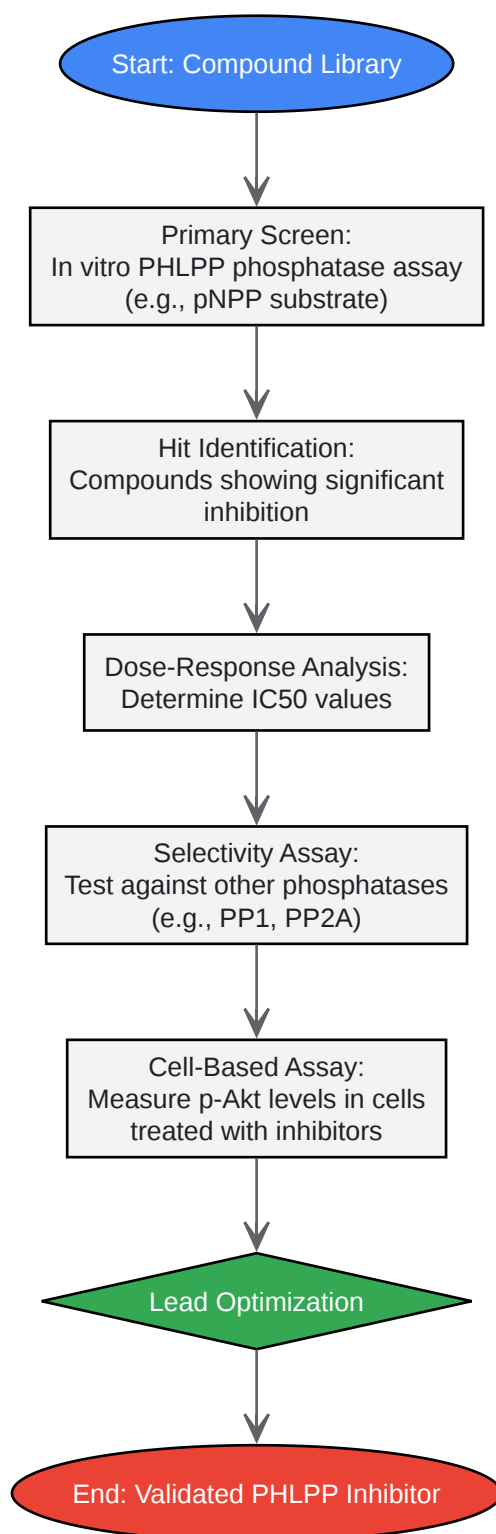 Start: Compound Library
Primary Screen:
In vitro PHLPP phosphatase assay
(e.g., pNPP substrate)
Hit Identification:
Compounds showing significant
inhibition
Dose-Response Analysis:
Determine IC50 values
Selectivity Assay:
Test against other phosphatases
(e.g., PP1, PP2A)
Cell-Based Assay:
Measure p-Akt levels in cells
treated with inhibitors
Lead Optimization
End: Validated PHLPP Inhibitor